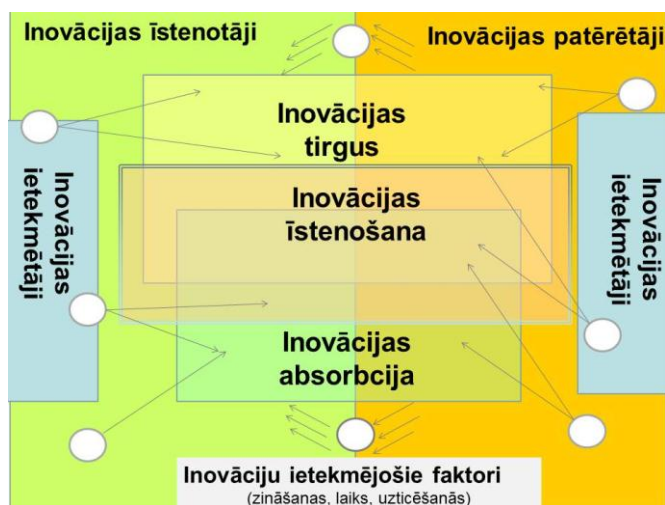 Inovācijas īstenotāji
Inovācijas patērētāji
Inovācijas
tirgus
Inovācijas
ietekmētāji
Inovācijas
īstenošana
Inovācijas
ietekmētāji
Inovācijas
absorbcija
Inovāciju ietekmējošie faktori
(zināšanas, laiks, uzticēšanās)